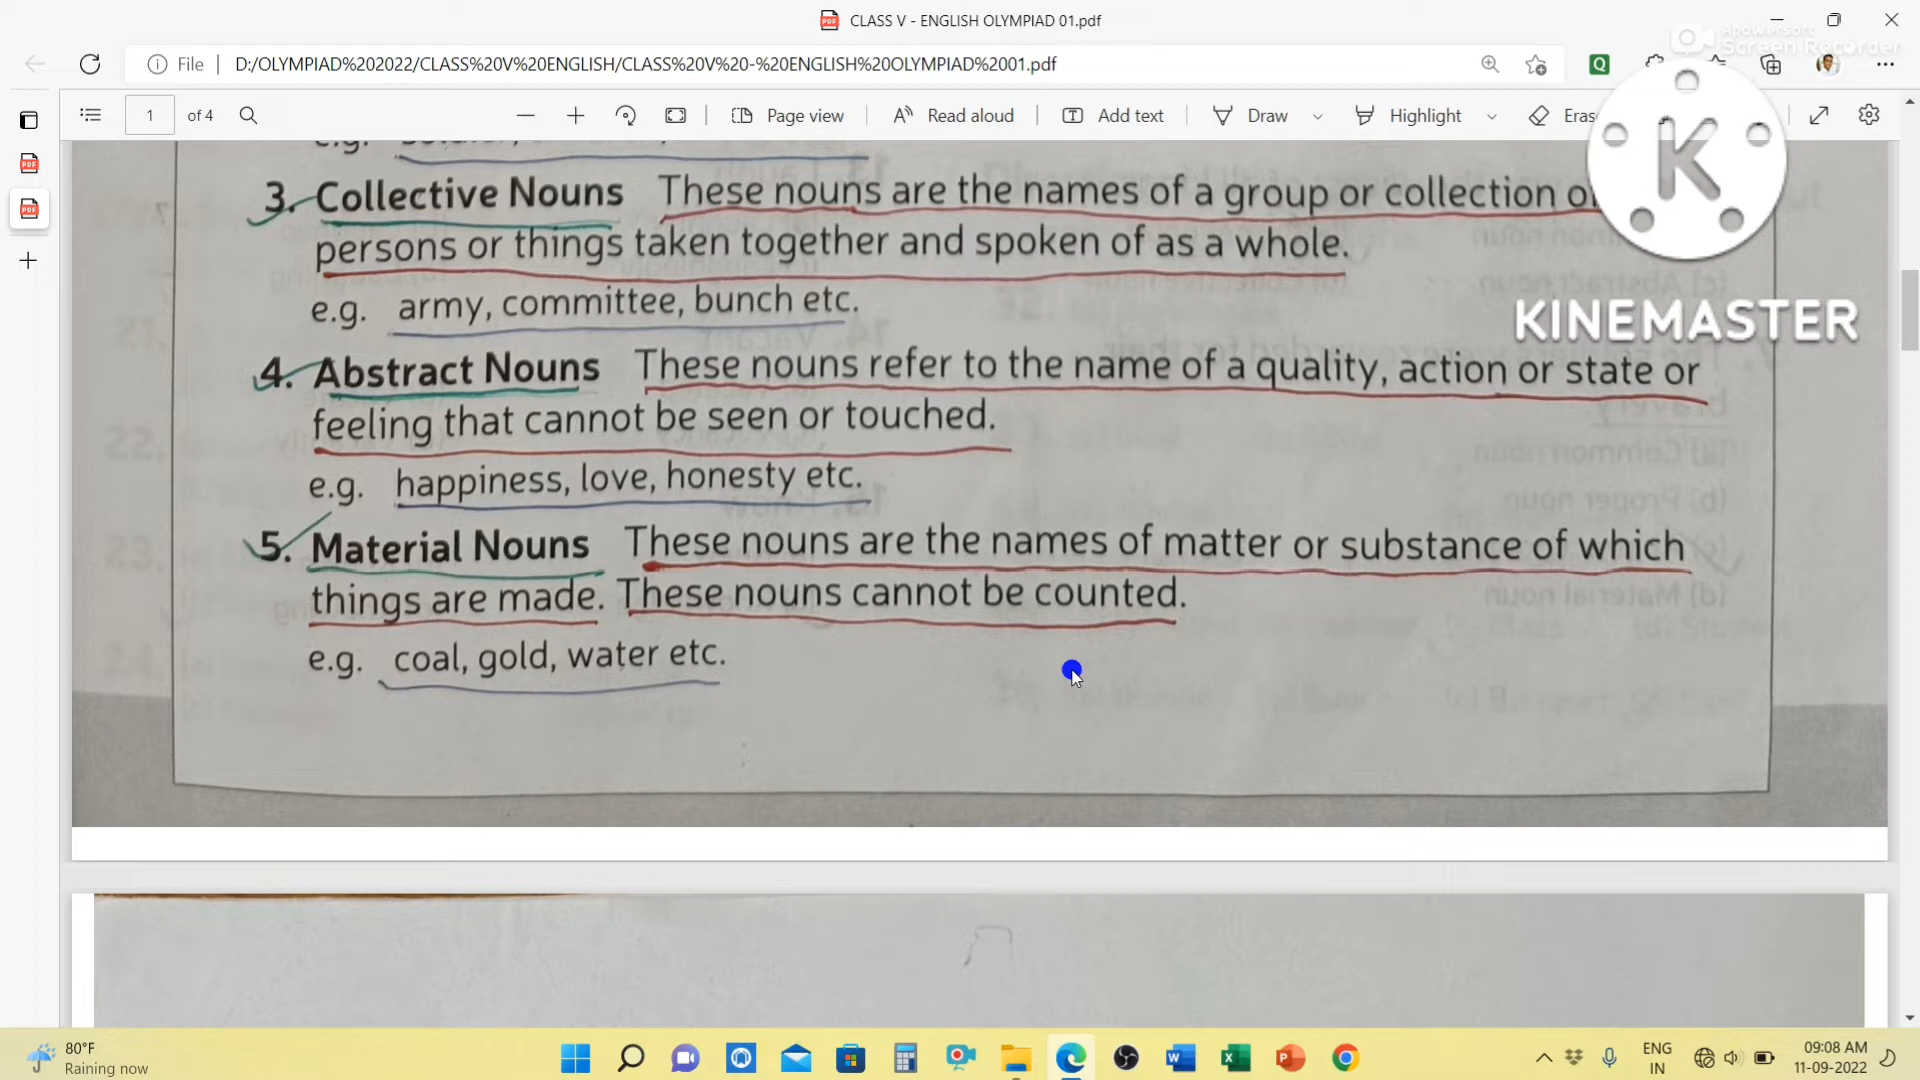 CLASS V - ENGLISH OLYMPIAD 01.pdf
Apowersoft
Screen Recorder
File D:/OLYMPIAD%202022/CLASS%20V%20ENGLISH/CLASS%20V%20-%20ENGLISH%20OLYMPIAD%2001.pdf
1 of 4 Page view Read aloud Add text Draw Highlight
K
KINEMASTER
3. Collective Nouns These nouns are the names of a group or collection
persons or things taken together and spoken of as a whole.
e.g. army, committee, bunch etc.
4. Abstract Nouns These nouns refer to the name of a quality, action or state or
feeling that cannot be seen or touched.
e.g. happiness, love, honesty etc.
5. Material Nouns These nouns are the names of matter or substance of which
things are made. These nouns cannot be counted.
e.g. coal, gold, water etc.
80°F
Raining now
ENG
IN
09:08 AM
11-09-2022